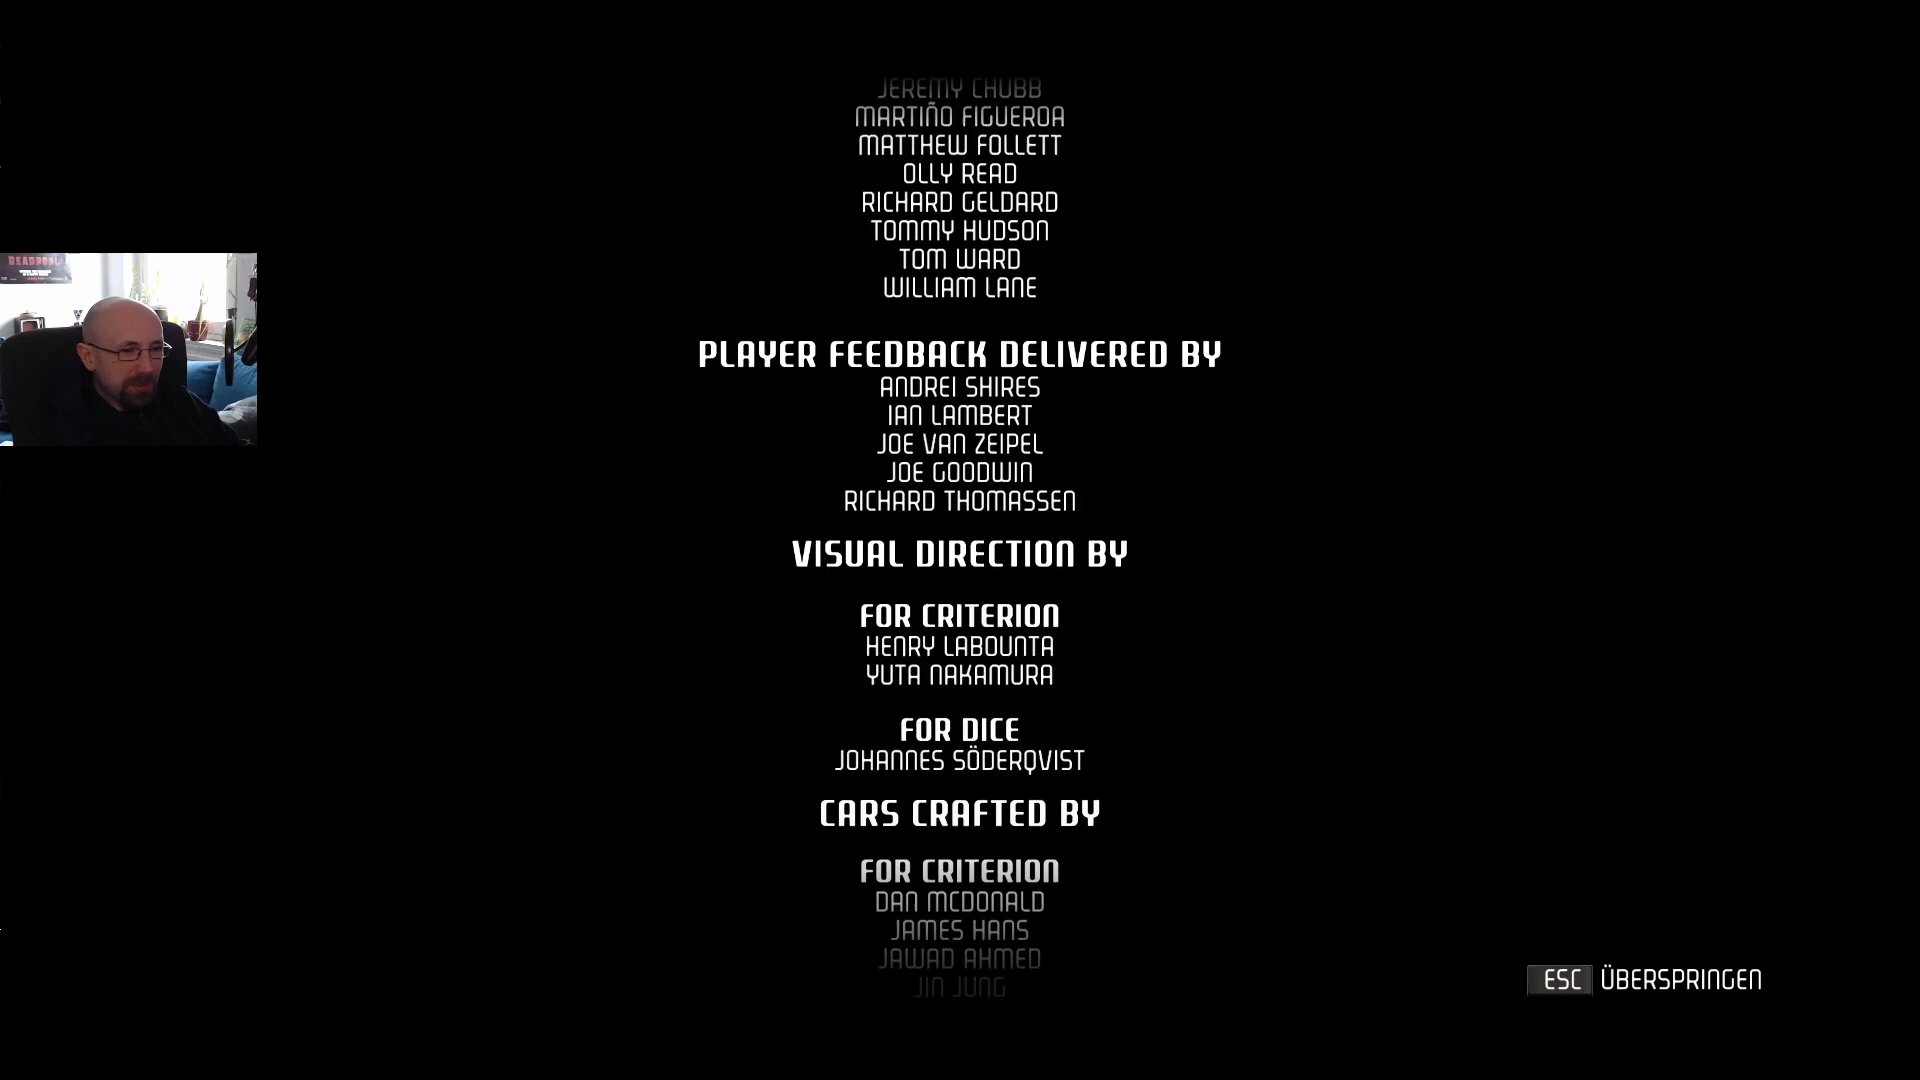 JEREMY CHUBB
MARTIÑO FIGUEROA
MATTHEW FOLLETT
OLLY READ
RICHARD GELDARD
TOMMY HUDSON
TOM WARD
WILLIAM LANE
DEADPOOL
PLAYER FEEDBACK DELIVERED BY
ANDREI SHIRES
IAN LAMBERT
JOE VAN ZEIPEL
JOE GOODWIN
RICHARD THOMASSEN
VISUAL DIRECTION BY
FOR CRITERION
HENRY LABOUNTA
YUTA NAKAMURA
FOR DICE
JOHANNES SÖDERQVIST
CARS CRAFTED BY
FOR CRITERION
DAN MCDONALD
JAMES HANS
JAWAD AHMED
JIN JUNG
ESC ÜBERSPRINGEN